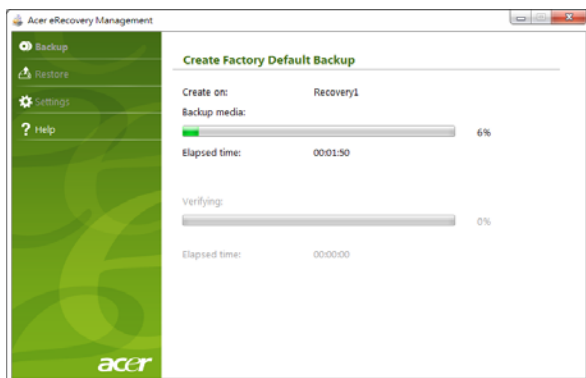 Acer eRecovery Management
Backup
Restore
Settings
? Help
acer
Create Factory Default Backup
Create on: Recovery1
Backup media:
6%
Elapsed time: 00:01:50
Verifying:
0%
Elapsed time: 00:00:00